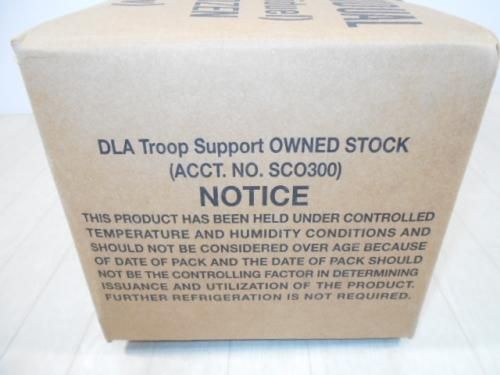 DLA Troop Support OWNED STOCK
(ACCT. NO. SCO300)
NOTICE
THIS PRODUCT HAS BEEN HELD UNDER CONTROLLED
TEMPERATURE AND HUMIDITY CONDITIONS AND
SHOULD NOT BE CONSIDERED OVER AGE BECAUSE
OF DATE OF PACK AND THE DATE OF PACK SHOULD
NOT BE THE CONTROLLING FACTOR IN DETERMINING
ISSUANCE AND UTILIZATION OF THE PRODUCT.
FURTHER REFRIGERATION IS NOT REQUIRED.